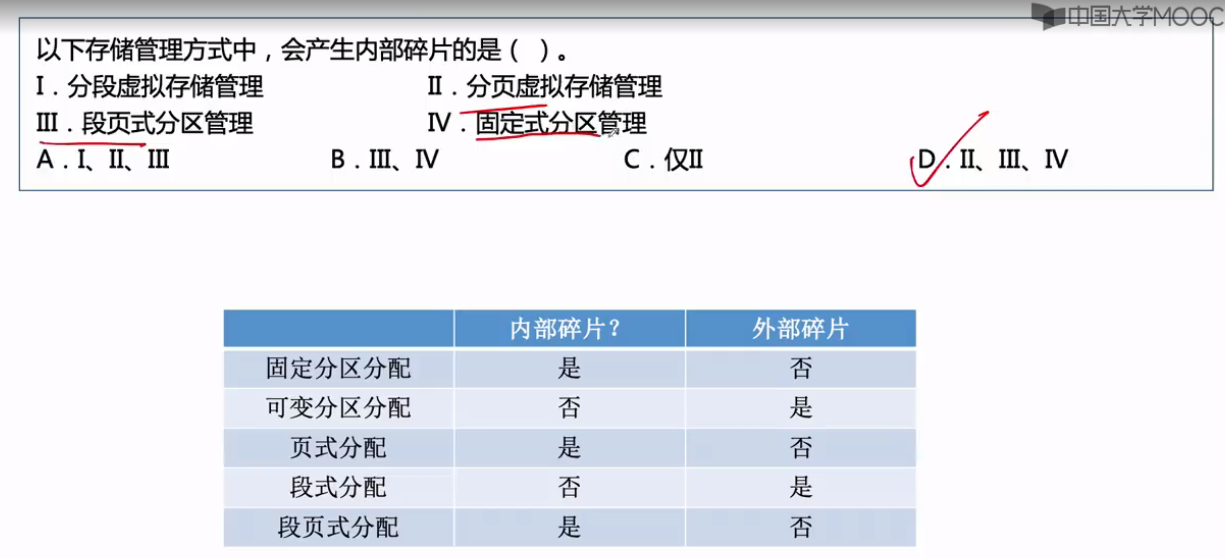 中国大学MOOC
以下存储管理方式中，会产生内部碎片的是（ ）。
Ⅰ．分段虚拟存储管理 Ⅱ．分页虚拟存储管理
Ⅲ．段页式分区管理 Ⅳ．固定式分区管理
A．Ⅰ、Ⅱ、Ⅲ B．Ⅲ、Ⅳ C．仅Ⅱ D．Ⅱ、Ⅲ、Ⅳ
内部碎片？ 外部碎片
固定分区分配 是 否
可变分区分配 否 是
页式分配 是 否
段式分配 否 是
段页式分配 是 否